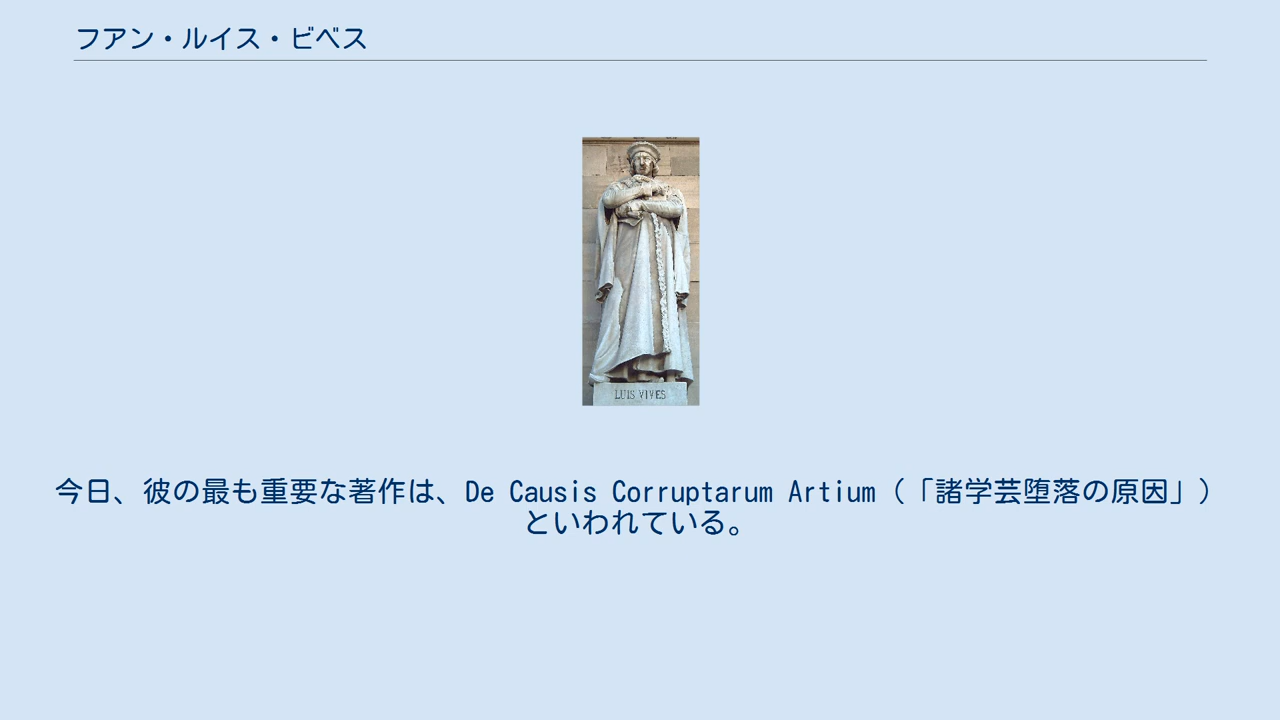 フアン・ルイス・ビベス
LUIS VIVES
今日、彼の最も重要な著作は、De Causis Corruptarum Artium（「諸学芸堕落の原因」）
といわれている。